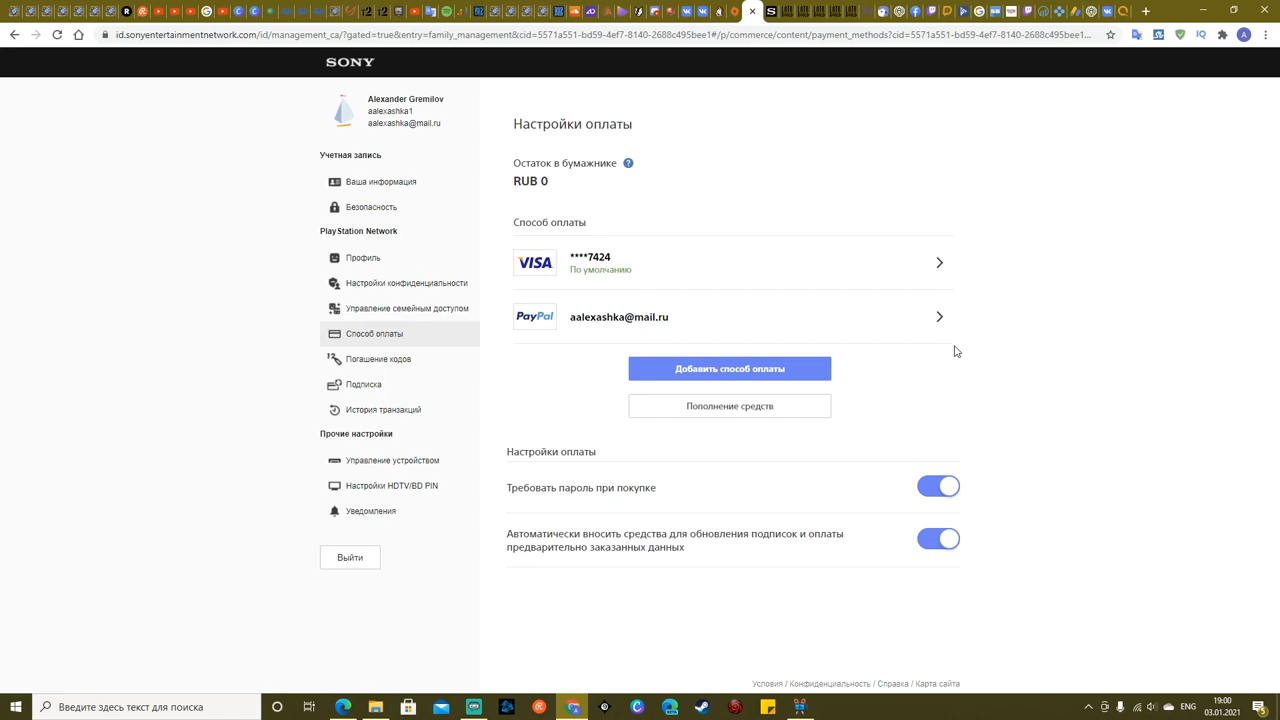 id.sonyentertainmentnetwork.com/id/management_ca/?gated=true&entry=family_management&cid=5571a551-bd59-4ef7-8140-2688c495bee1#/p/commerce/content/payment_methods?cid=5571a551-bd59-4ef7-8140-2688c495bee1...
SONY
Alexander Gremilov
aalexashka1
aalexashka@mail.ru
Учетная запись
Ваша информация
Безопасность
PlayStation Network
Профиль
Настройки конфиденциальности
Управление семейным доступом
Способ оплаты
Погашение кодов
Подписка
История транзакций
Прочие настройки
Управление устройством
Настройки HDTV/BD PIN
Уведомления
Выйти
Настройки оплаты
Остаток в бумажнике ?
RUB 0
Способ оплаты
VISA ****7424
По умолчанию
PayPal aalexashka@mail.ru
Добавить способ оплаты
Пополнение средств
Настройки оплаты
Требовать пароль при покупке
Автоматически вносить средства для обновления подписок и оплаты
предварительно заказанных данных
Условия / Конфиденциальность / Справка / Карта сайта
Введите здесь текст для поиска
ENG
19:00
03.01.2021